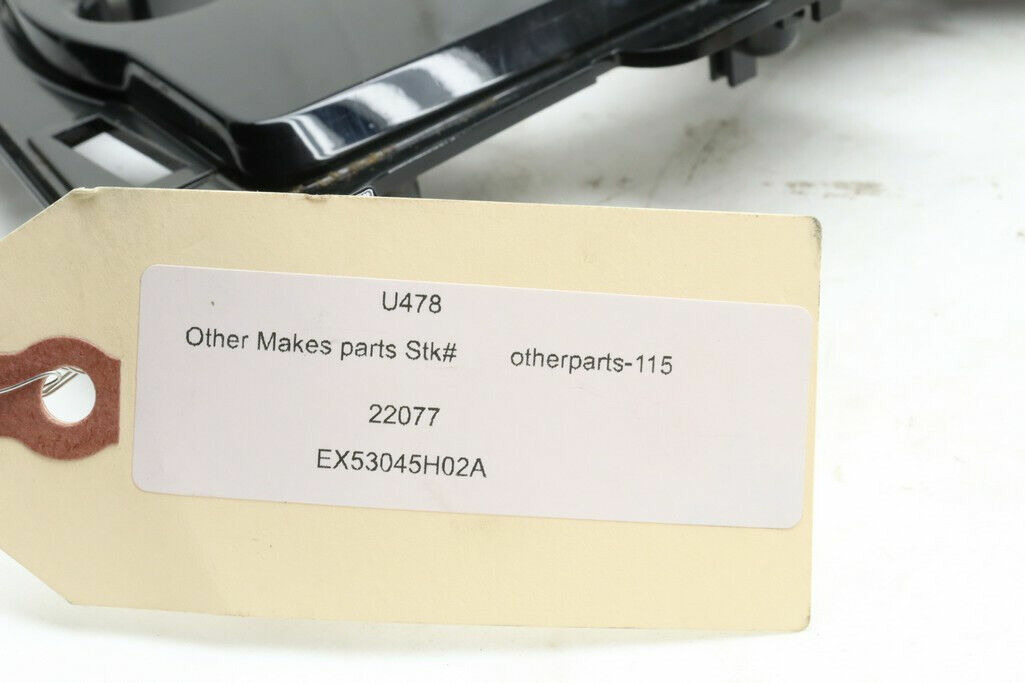 U478
Other Makes parts Stk# otherparts-115
22077
EX53045H02A